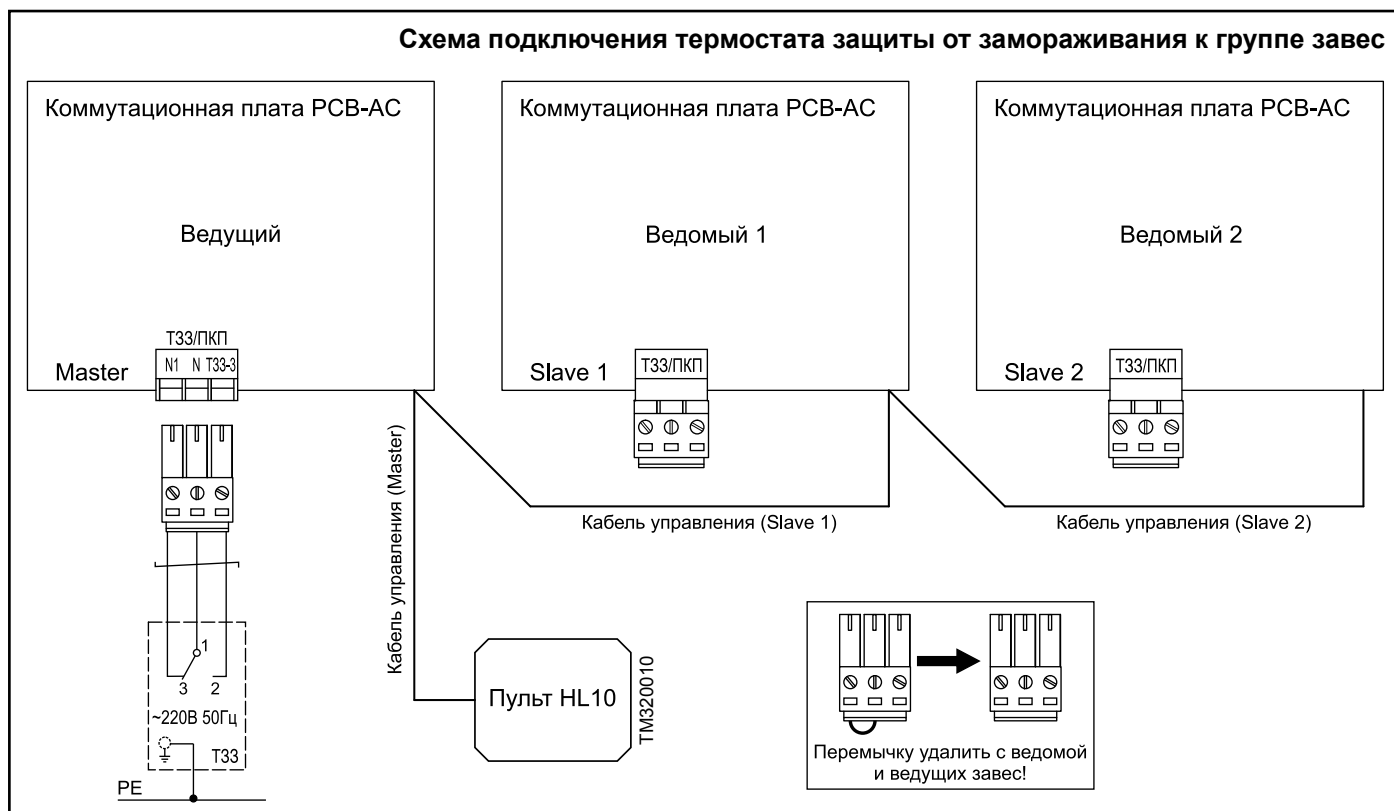 Схема подключения термостата защиты от замораживания к группе завес
Коммутационная плата PCB-AC
Ведущий
ТЗЗ/ПКП
N1 N ТЗЗ-3
Master
Коммутационная плата PCB-AC
Ведомый 1
Slave 1
ТЗЗ/ПКП
Коммутационная плата PCB-AC
Ведомый 2
Slave 2
ТЗЗ/ПКП
Кабель управления (Master)
Кабель управления (Slave 1)
Кабель управления (Slave 2)
1
3 2
~220В 50Гц
ТЗЗ
PE
Пульт HL10
TM320010
Перемычку удалить с ведомой
и ведущих завес!